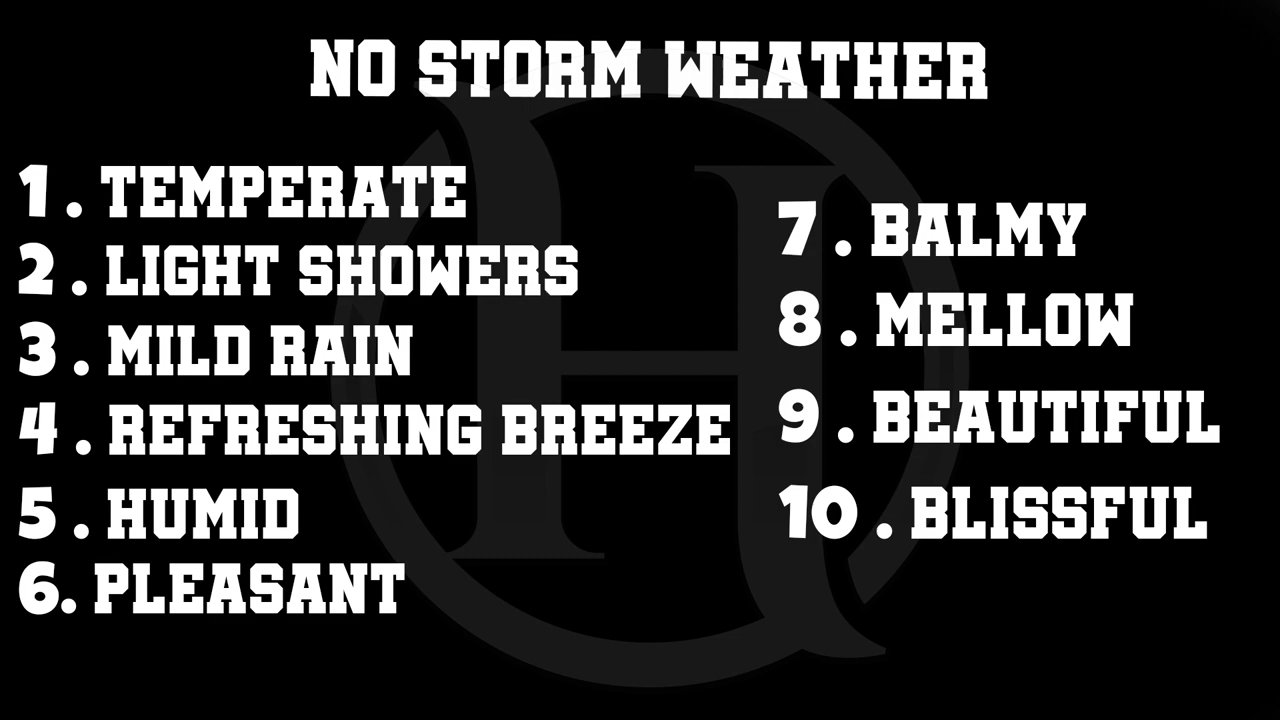 NO STORM WEATHER
1 . TEMPERATE
2 . LIGHT SHOWERS
3 . MILD RAIN
4 . REFRESHING BREEZE
5 . HUMID
6. PLEASANT
7 . BALMY
8 . MELLOW
9 . BEAUTIFUL
10 . BLISSFUL